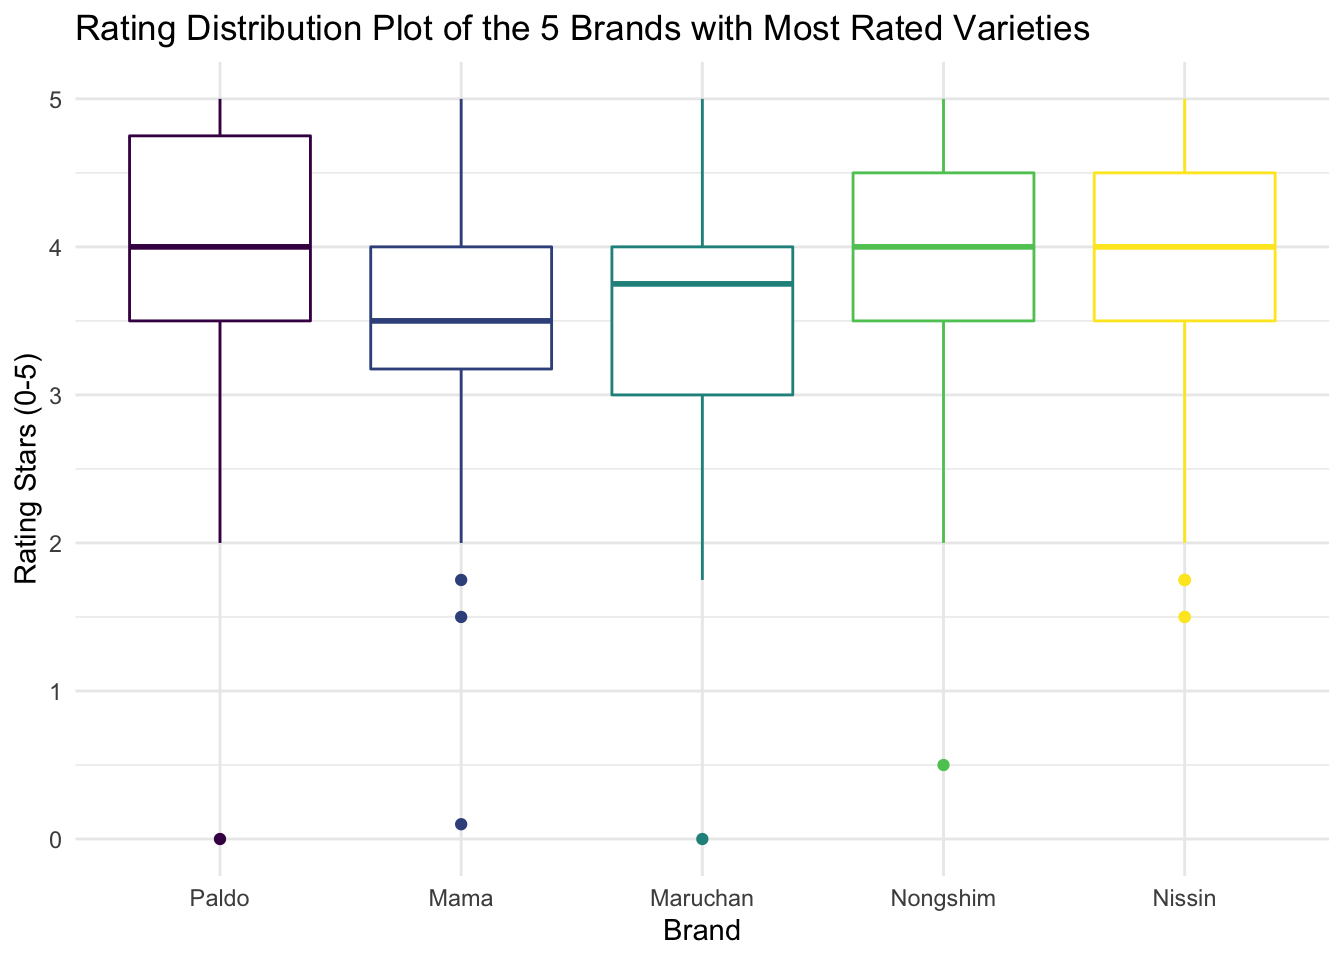 Rating Distribution Plot of the 5 Brands with Most Rated Varieties
Rating Stars (0-5)
5
4
3
2
1
0
Paldo Mama Maruchan Nongshim Nissin
Brand